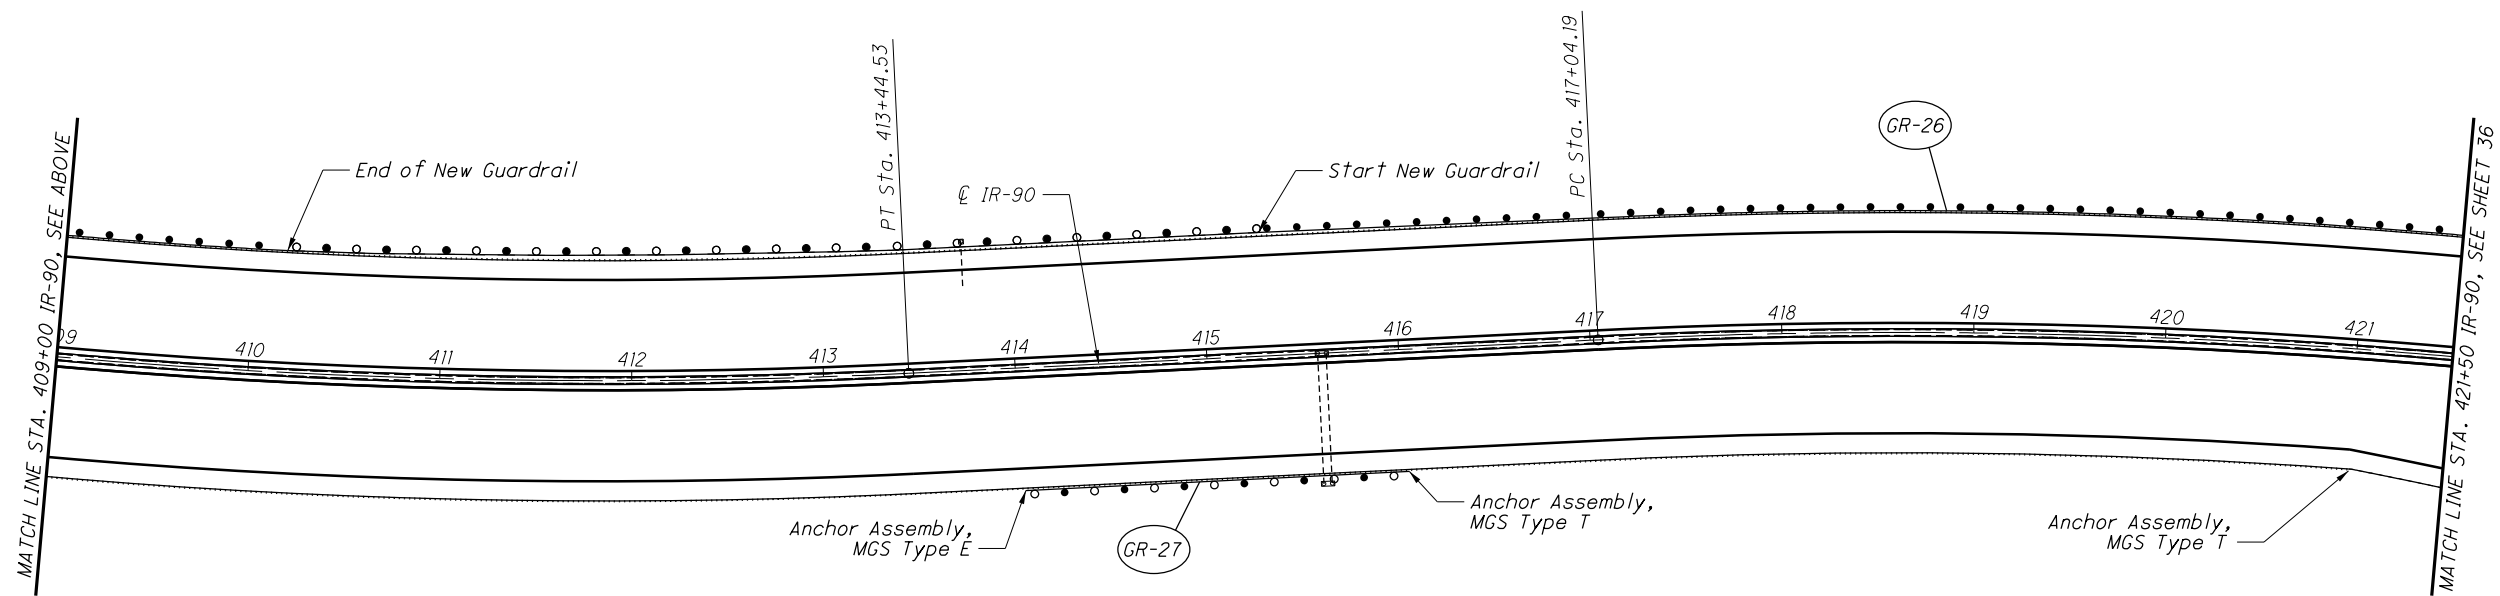 MATCH LINE STA. 409+00 IR-90, SEE ABOVE
End of New Guardrail
PT Sta. 413+44.53
℄ IR-90
Start New Guardrail
PC Sta. 417+04.19
GR-26
MATCH LINE STA. 421+50 IR-90, SEE SHEET 36
09
410
411
412
413
414
415
416
417
418
419
420
421
Anchor Assembly,
MGS Type E
GR-27
Anchor Assembly,
MGS Type T
Anchor Assembly,
MGS Type T